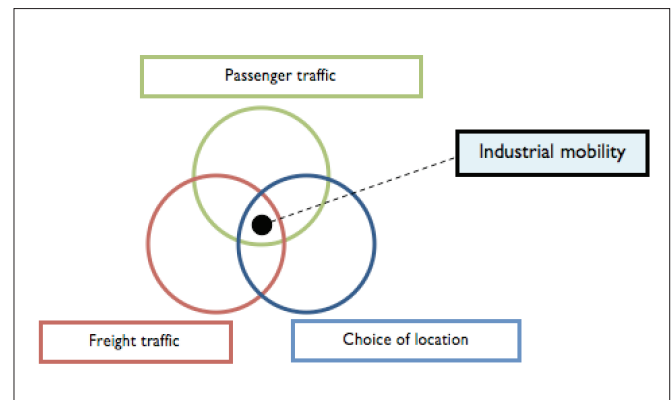 Passenger traffic
Industrial mobility
Freight traffic
Choice of location